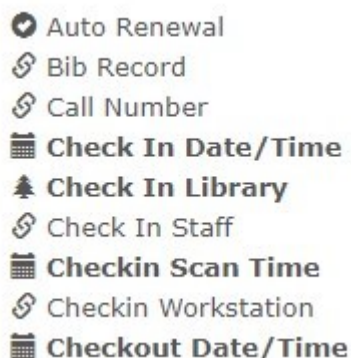 Auto Renewal
Bib Record
Call Number
Check In Date/Time
Check In Library
Check In Staff
Checkin Scan Time
Checkin Workstation
Checkout Date/Time